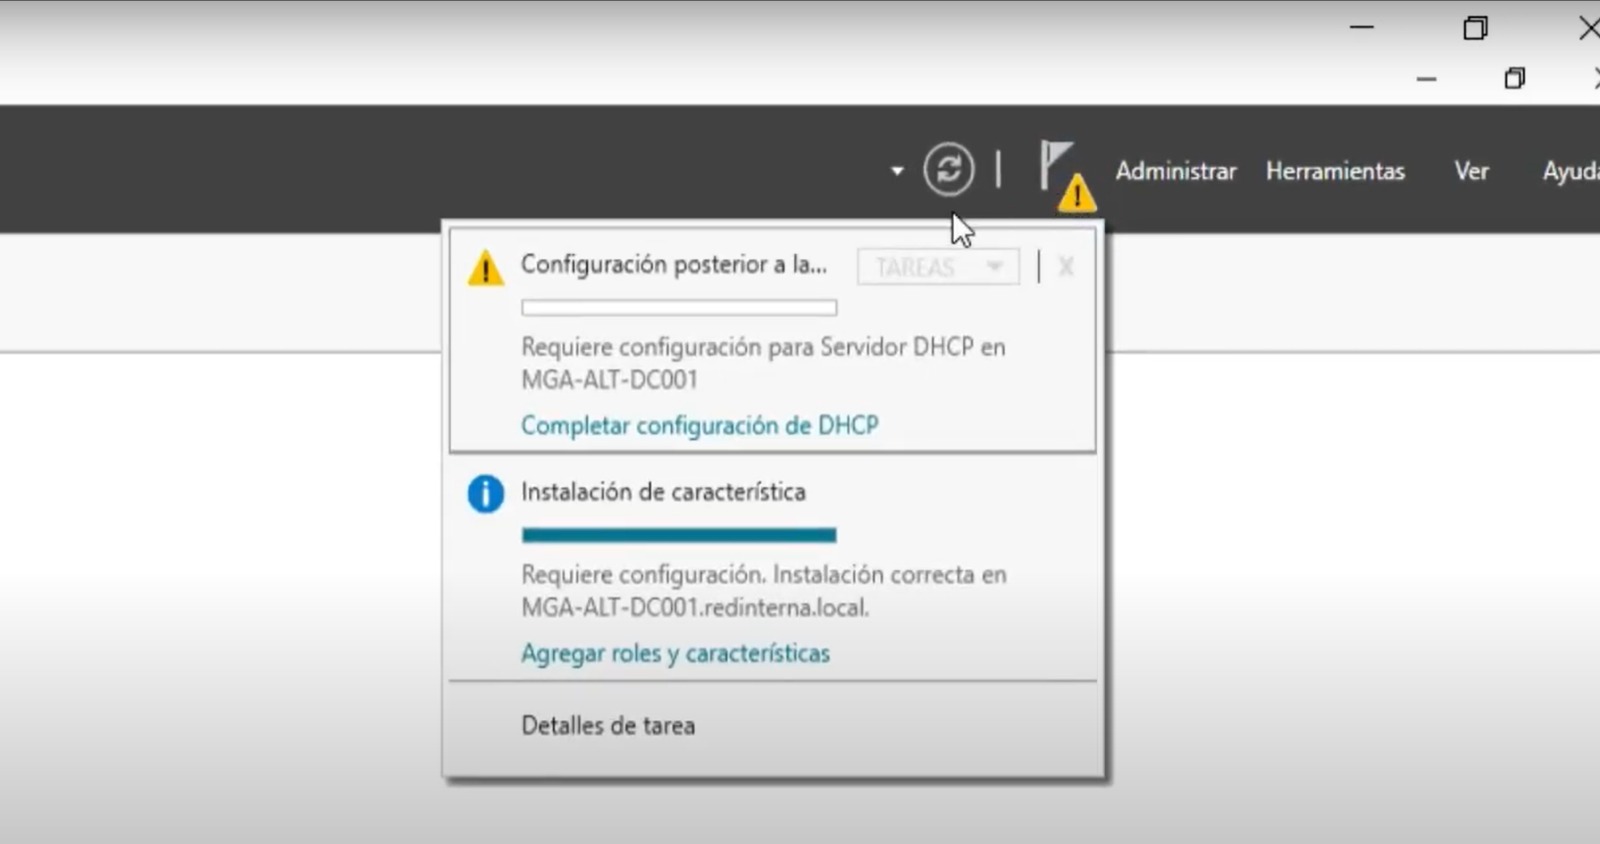 Administrar Herramientas Ver
Configuración posterior a la... TAREAS X
Requiere configuración para Servidor DHCP en
MGA-ALT-DC001
Completar configuración de DHCP
Instalación de característica
Requiere configuración. Instalación correcta en
MGA-ALT-DC001.redinterna.local.
Agregar roles y características
Detalles de tarea